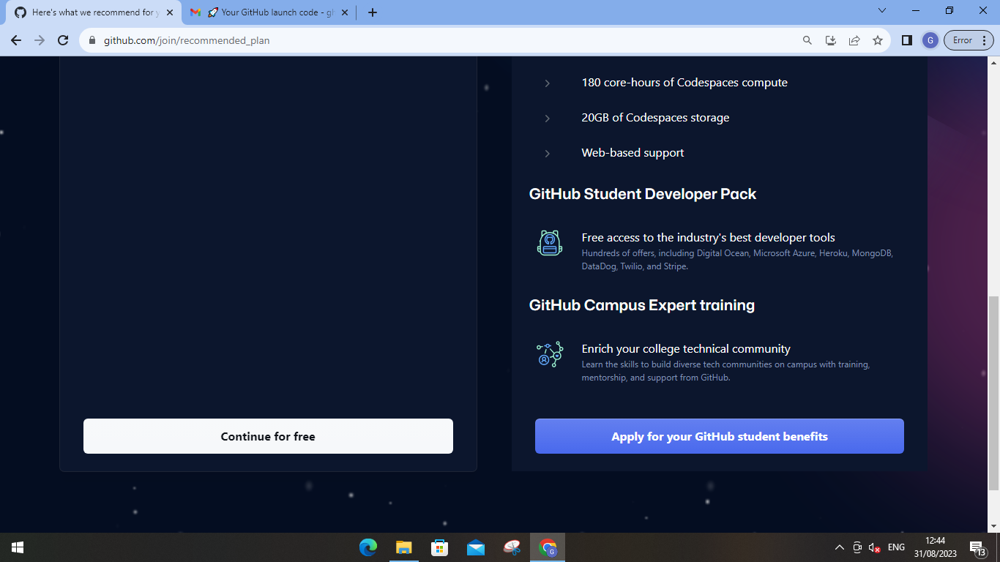 Here's what we recommend for y
🚀 Your GitHub launch code - gh
github.com/join/recommended_plan
G
Error
180 core-hours of Codespaces compute
20GB of Codespaces storage
Web-based support
GitHub Student Developer Pack
Free access to the industry's best developer tools
Hundreds of offers, including Digital Ocean, Microsoft Azure, Heroku, MongoDB,
DataDog, Twilio, and Stripe.
GitHub Campus Expert training
Enrich your college technical community
Learn the skills to build diverse tech communities on campus with training,
mentorship, and support from GitHub.
Continue for free
Apply for your GitHub student benefits
G
ENG
12:44
31/08/2023
13